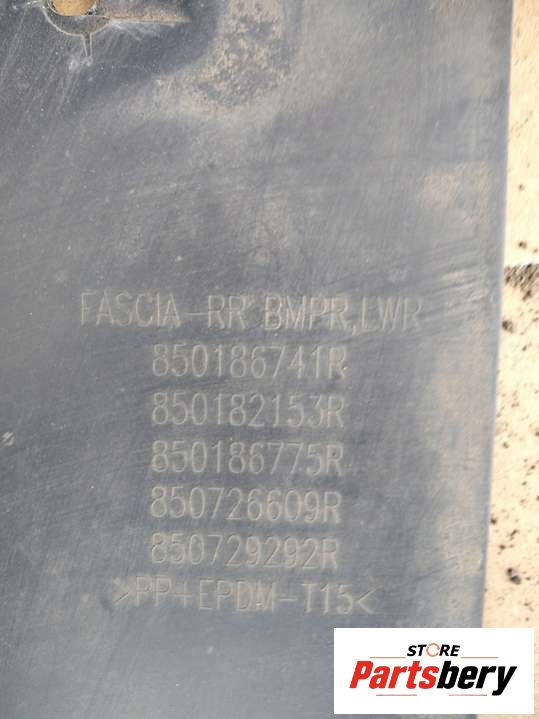 FASCIA-RR BMPR,LWR
850186741R
850182153R
850186775R
850726609R
850729292R
>PP+EPDM-T15<
STORE
Partsbery